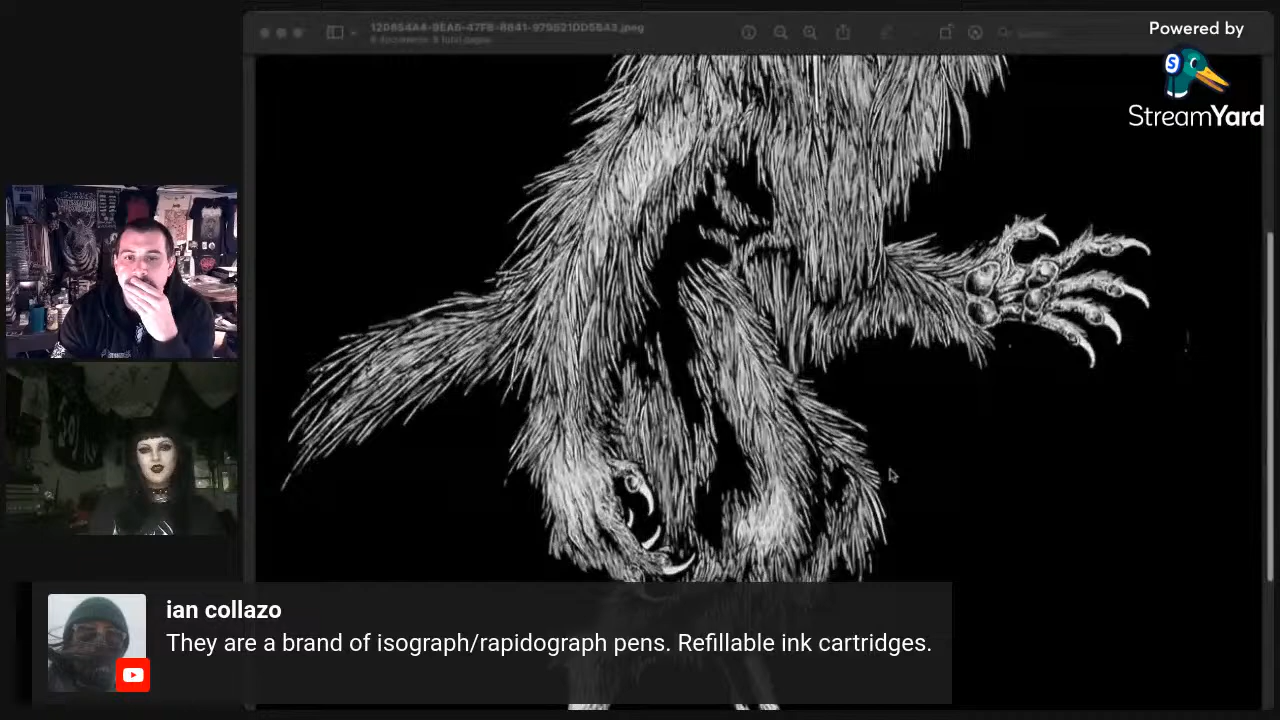 Powered by
StreamYard
ian collazo
They are a brand of isograph/rapidograph pens. Refillable ink cartridges.